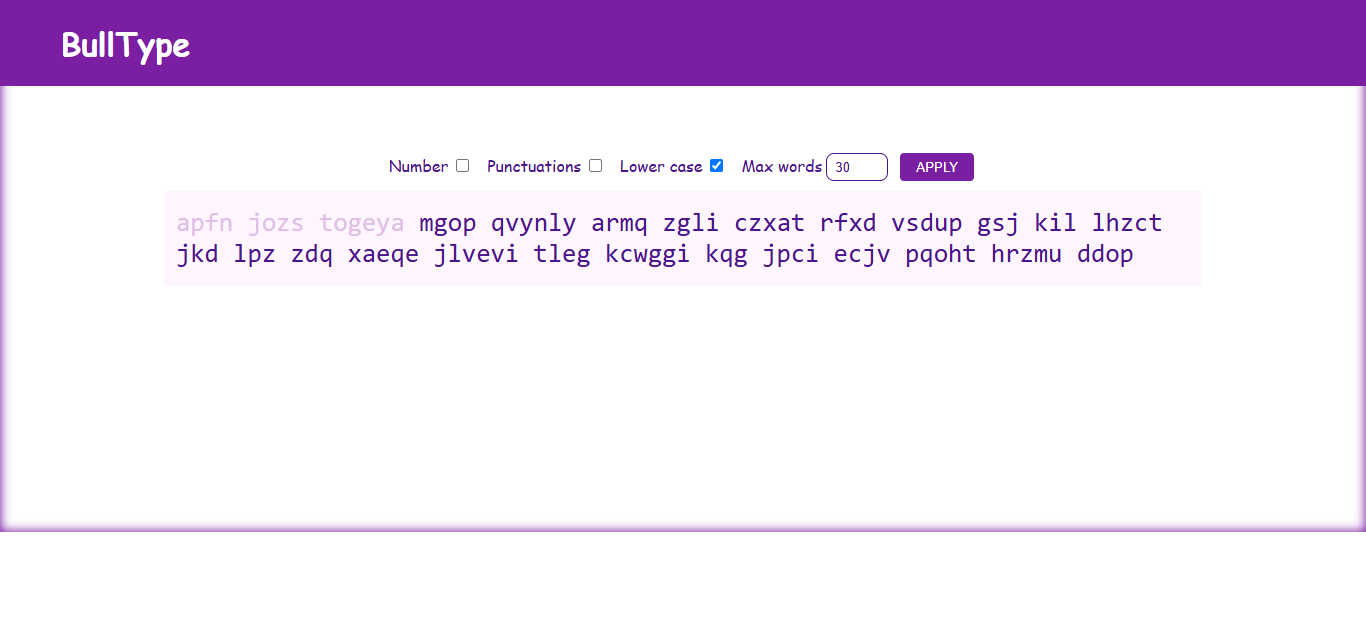 BullType
Number Punctuations Lower case Max words 30 APPLY
apfn jozs togeya mgop qvynly armq zgli czxat rfxd vsdup gsj kil lhzct
jkd lpz zdq xaeqe jlvevi tleg kcwggi kqg jpci ecjv pqoht hrzmu ddop